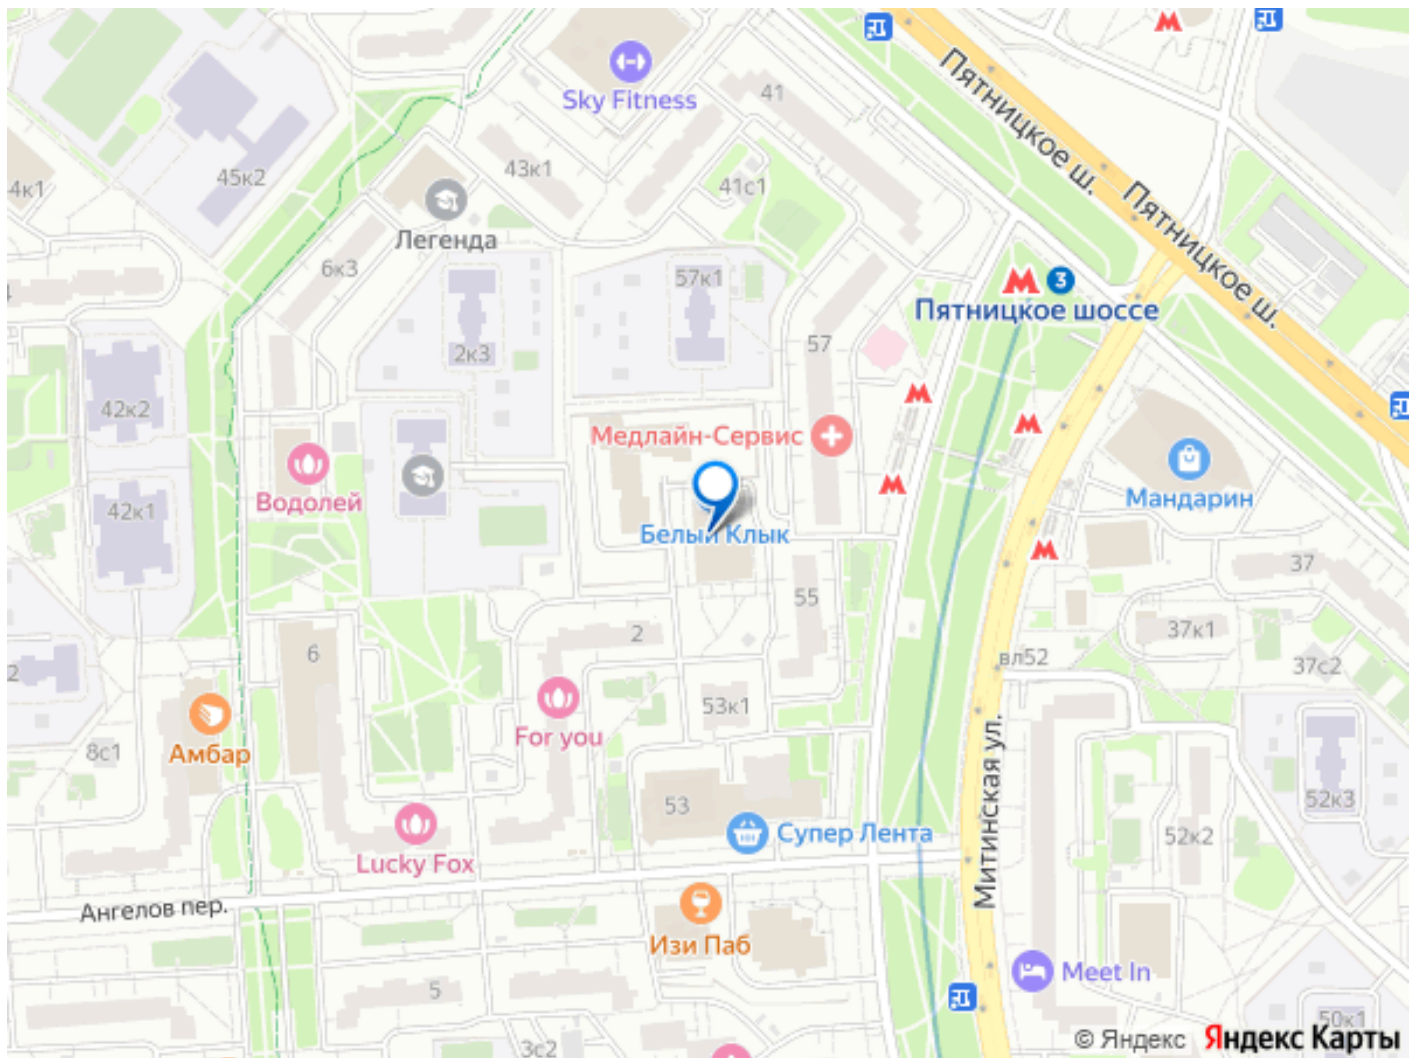 Sky Fitness
41
Пятницкое ш.
Пятницкое ш.
43к1
45к2
41с1
4к1
Легенда
6к3
57к1
3
Пятницкое шоссе
2к3
57
42к2
Медлайн-Сервис
Водолей
Мандарин
42к1
Белый Клык
37
55
37к1
2
6
вл52
37с2
2
53к1
For you
Амбар
8с1
Митинская ул.
53
52к3
Супер Лента
52к2
Lucky Fox
Ангелов пер.
Изи Паб
Meet In
5
50к1
3с2
© Яндекс Яндекс Карты